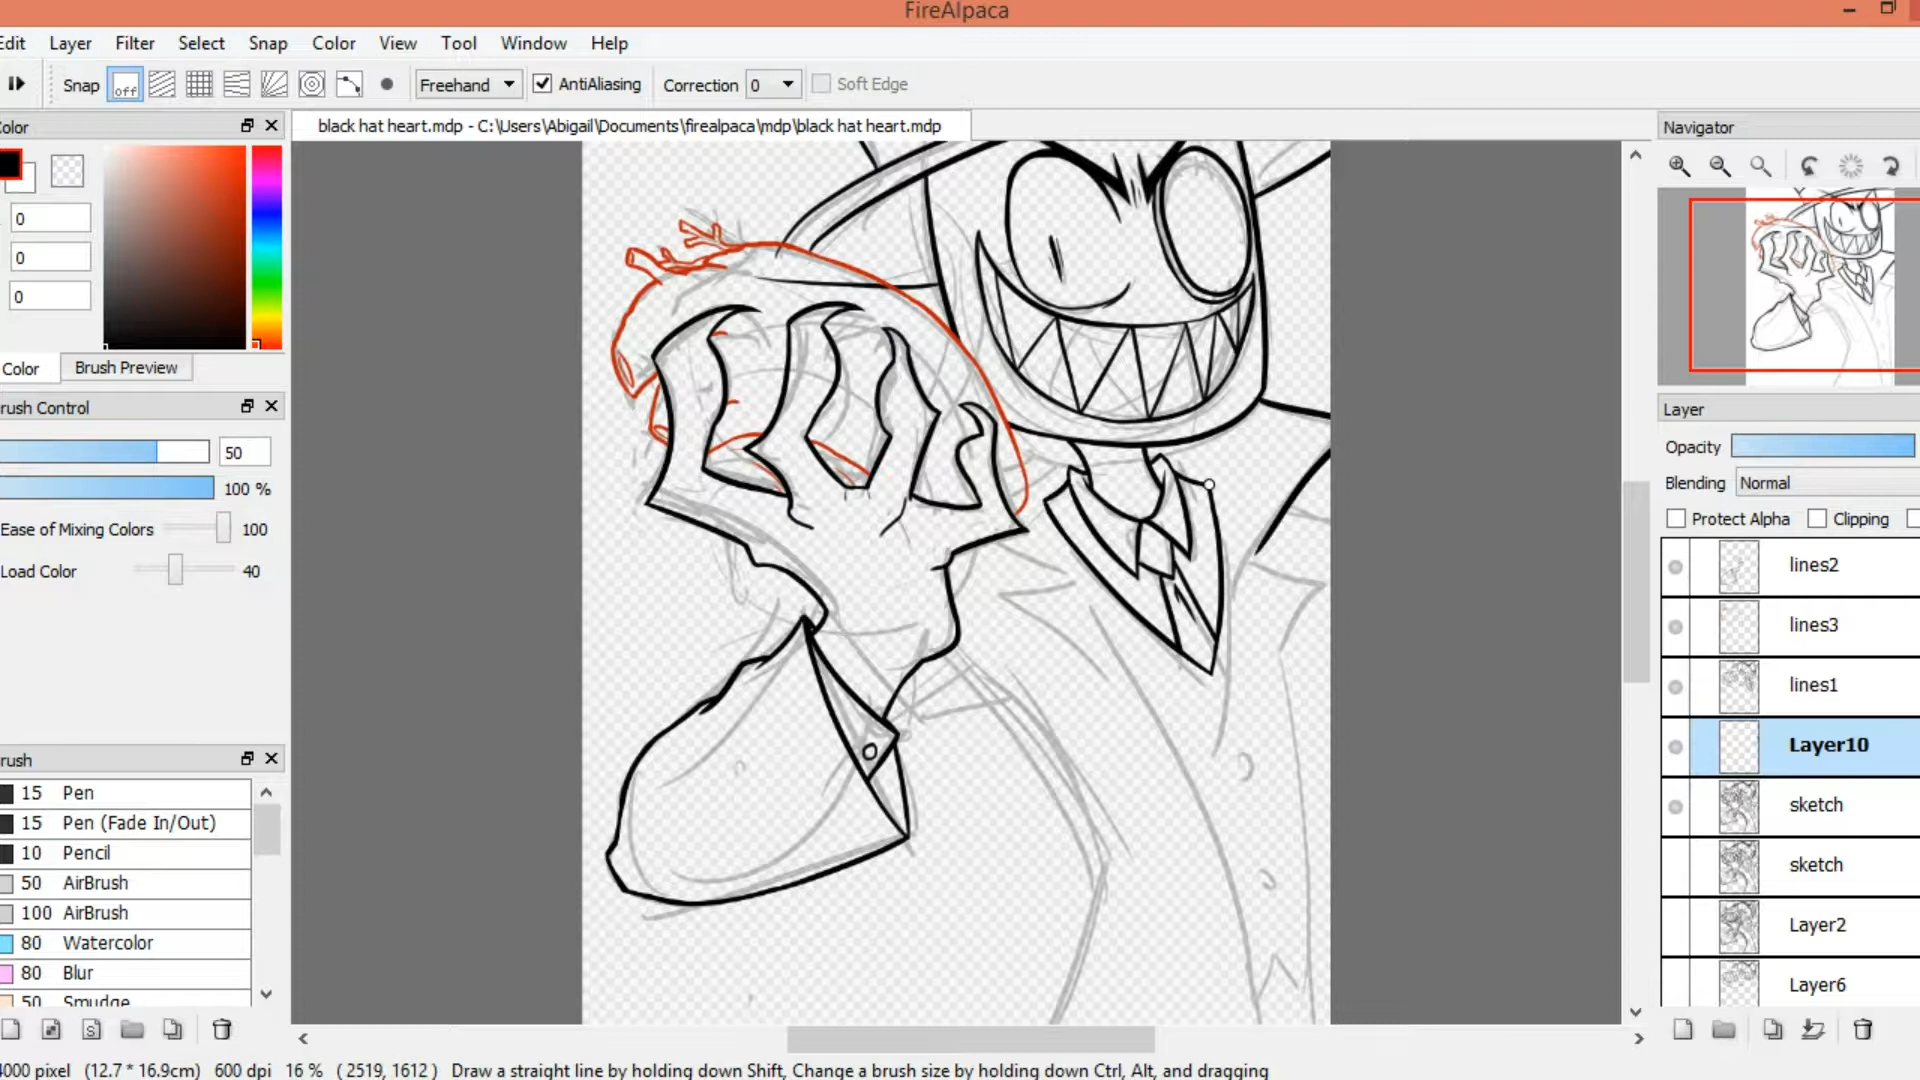 FireAlpaca
Edit Layer Filter Select Snap Color View Tool Window Help
Snap off Freehand AntiAliasing Correction 0 Soft Edge
olor
black hat heart.mdp - C:\Users\Abigail\Documents\firealpaca\mdp\black hat heart.mdp
Navigator
0
0
0
Color Brush Preview
rush Control
50
100 %
Ease of Mixing Colors 100
Load Color 40
Layer
Opacity
Blending Normal
Protect Alpha Clipping
lines2
lines3
lines1
Layer10
sketch
sketch
Layer2
Layer6
rush
15 Pen
15 Pen (Fade In/Out)
10 Pencil
50 AirBrush
100 AirBrush
80 Watercolor
80 Blur
50 Smudge
4000 pixel (12.7 * 16.9cm) 600 dpi 16 % ( 2519, 1612 ) Draw a straight line by holding down Shift, Change a brush size by holding down Ctrl, Alt, and dragging